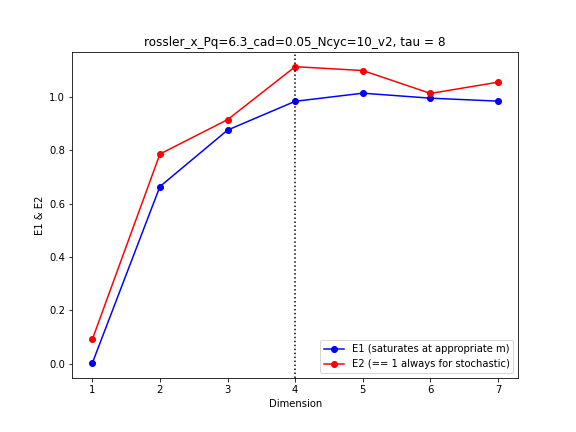 rossler_x_Pq=6.3_cad=0.05_Ncyc=10_v2, tau = 8
E1 & E2
1.0
0.8
0.6
0.4
0.2
0.0
E1 (saturates at appropriate m)
E2 (== 1 always for stochastic)
1 2 3 4 5 6 7
Dimension